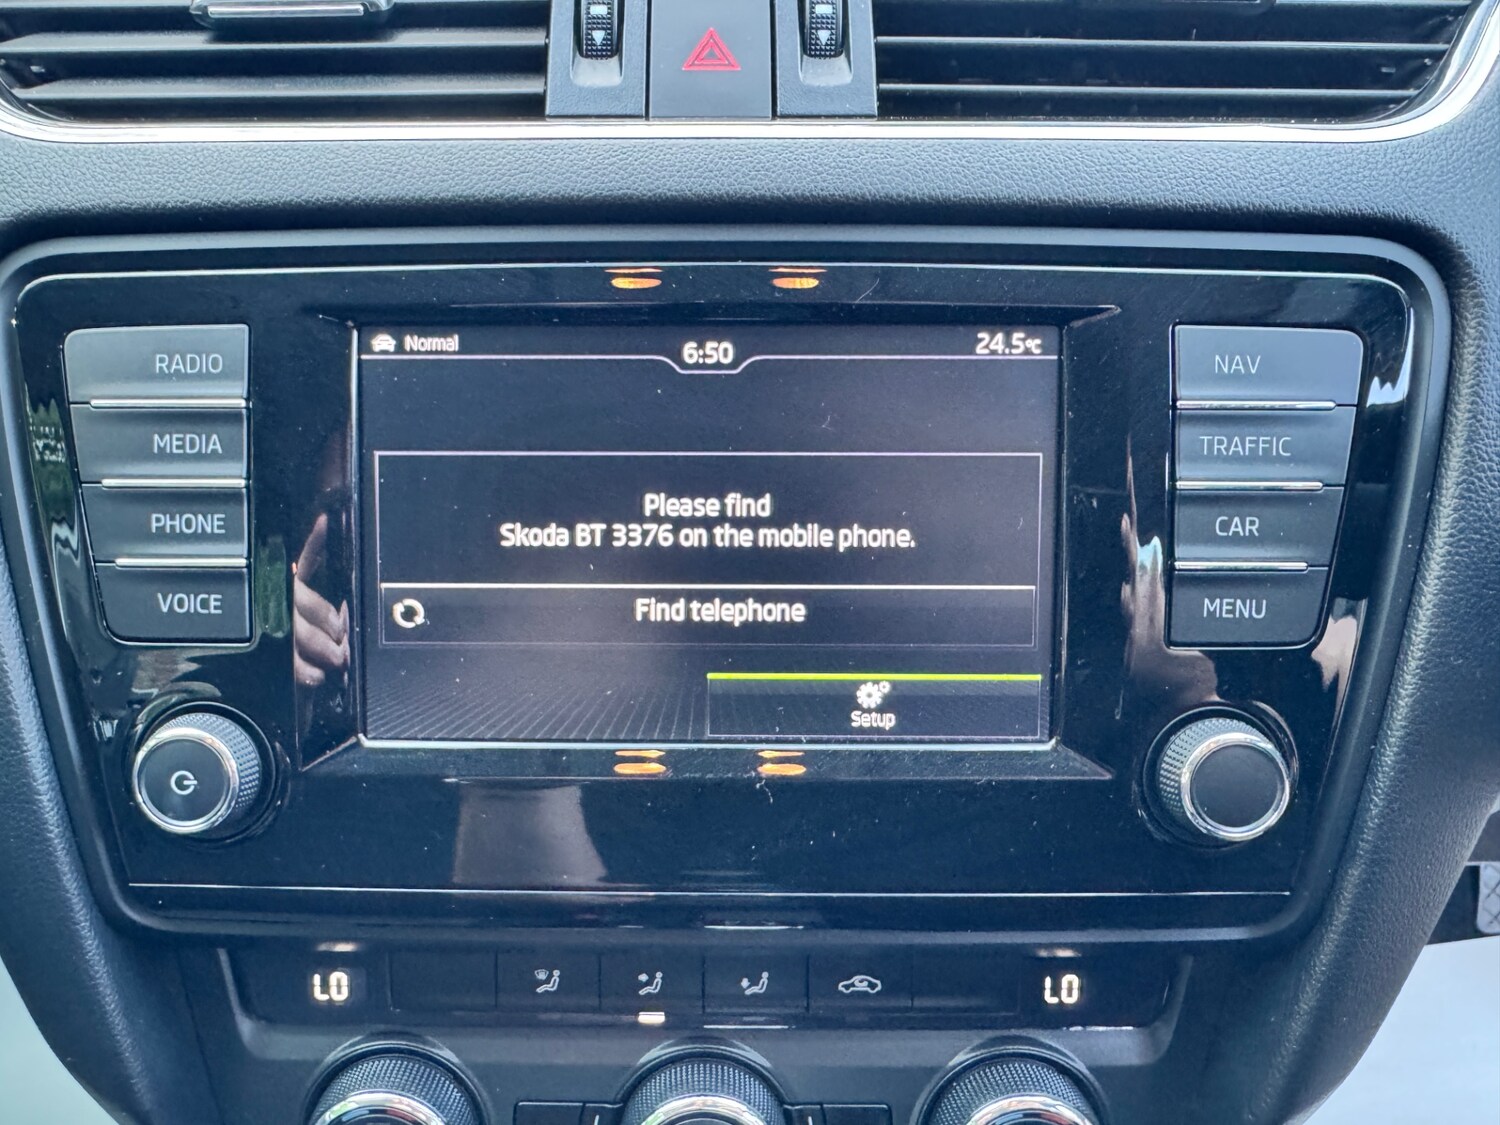 Normal
6:50
24.5°C
RADIO
MEDIA
PHONE
VOICE
Please find
Skoda BT 3376 on the mobile phone.
Find telephone
Setup
NAV
TRAFFIC
CAR
MENU
LO
LO